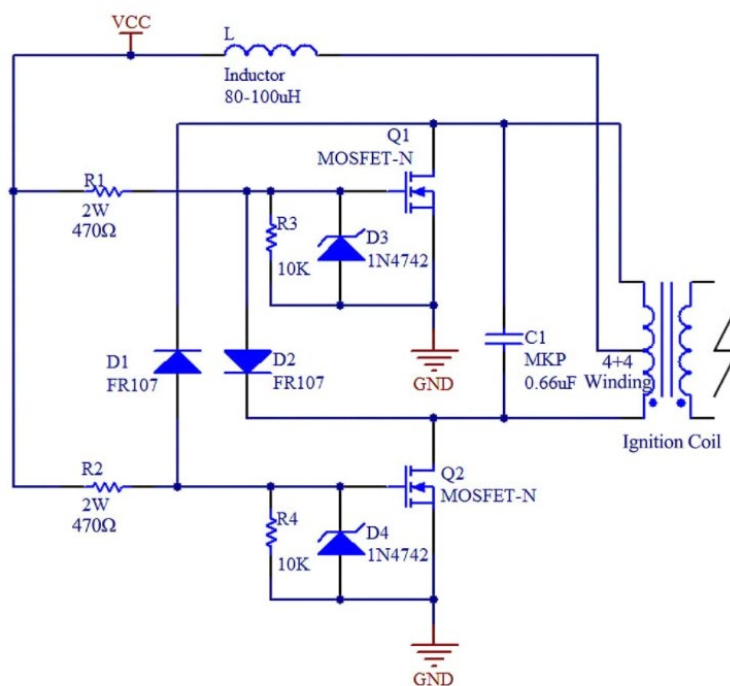 VCC
L
Inductor
80-100uH
Q1
MOSFET-N
R1
2W
470Ω
R3
10K
D3
1N4742
D1
FR107
D2
FR107
GND
C1
MKP
0.66uF
4+4
Winding
Ignition Coil
R2
2W
470Ω
Q2
MOSFET-N
R4
10K
D4
1N4742
GND